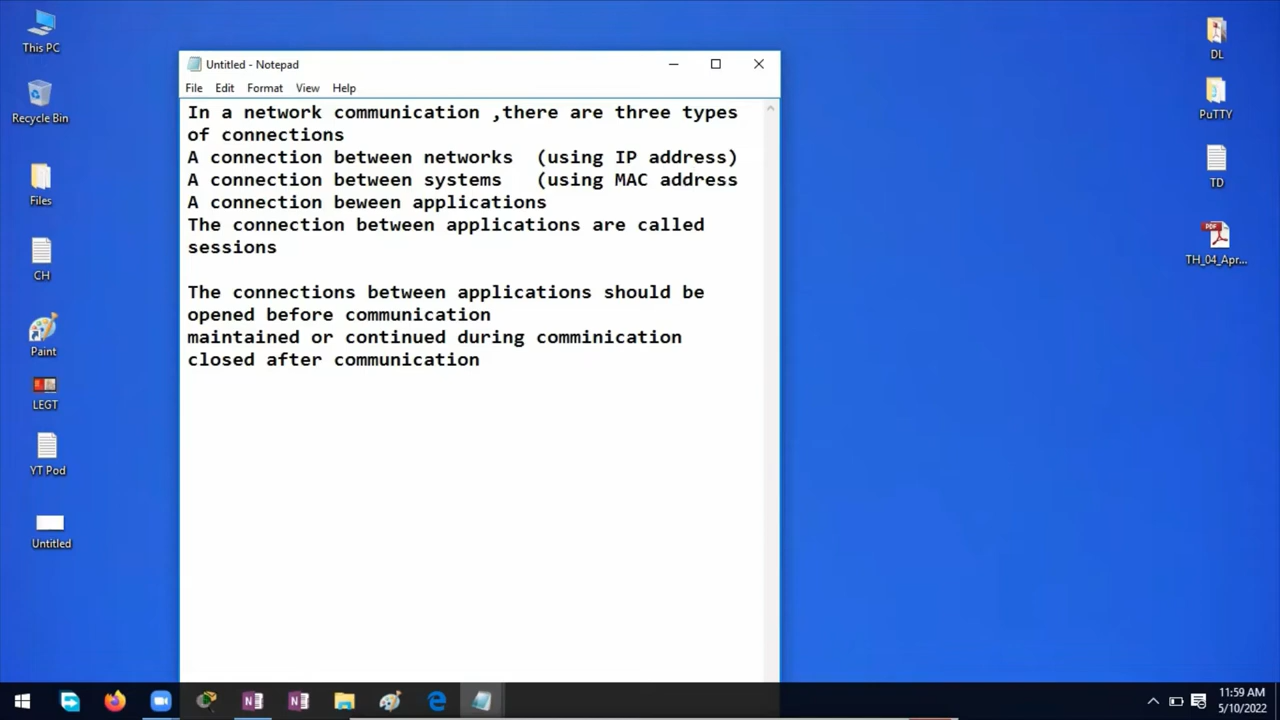 This PC
Recycle Bin
Files
CH
Paint
LEGT
YT Pod
Untitled
Untitled - Notepad
File Edit Format View Help
In a network communication ,there are three types
of connections
A connection between networks  (using IP address)
A connection between systems   (using MAC address
A connection beween applications
The connection between applications are called
sessions
The connections between applications should be
opened before communication
maintained or continued during comminication
closed after communication
DL
PuTTY
TD
PDF
TH_04_Apr...
11:59 AM
5/10/2022